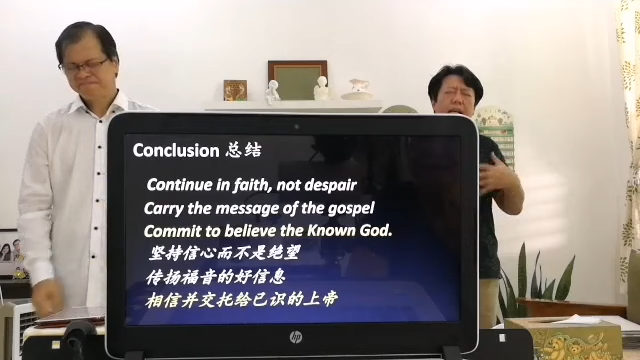 Conclusion 总结
Continue in faith, not despair
Carry the message of the gospel
Commit to believe the Known God.
坚持信心而不是绝望
传扬福音的好信息
相信并交托给已识的上帝
hp